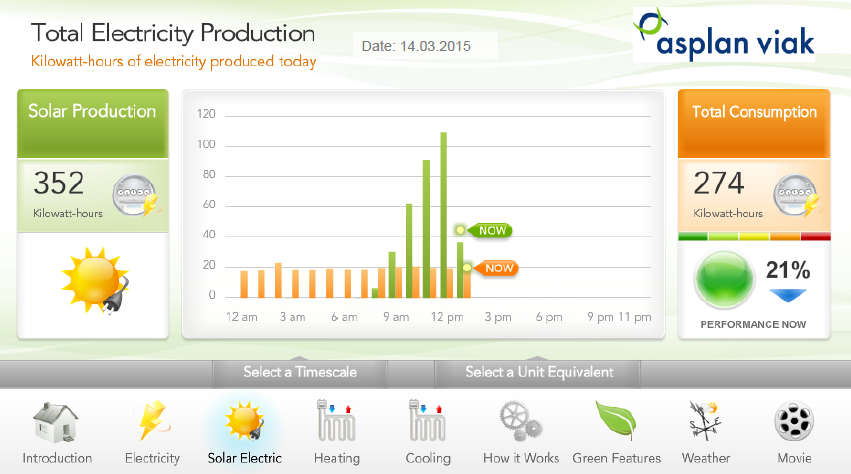 Total Electricity Production
Kilowatt-hours of electricity produced today
Date: 14.03.2015
asplan viak
Solar Production
352
Kilowatt-hours
120
100
80
60
40
20
0
12 am 3 am 6 am 9 am 12 pm 3 pm 6 pm 9 pm 11 pm
NOW
NOW
Total Consumption
274
Kilowatt-hours
21%
PERFORMANCE NOW
Select a Timescale
Select a Unit Equivalent
Introduction
Electricity
Solar Electric
Heating
Cooling
How it Works
Green Features
Weather
Movie